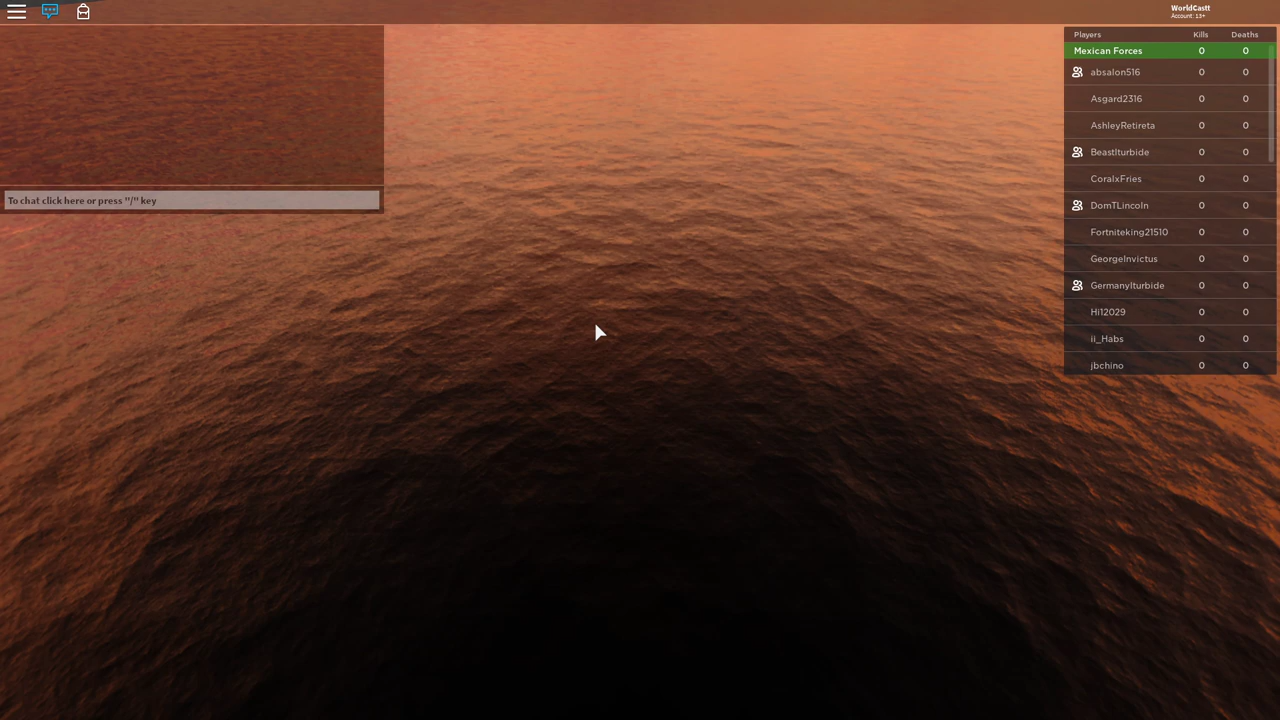 WorldCastt
Account: 13+
To chat click here or press "/" key
Players Kills Deaths
Mexican Forces 0 0
absalon516 0 0
Asgard2316 0 0
AshleyRetireta 0 0
BeastIturbide 0 0
CoralxFries 0 0
DomTLincoln 0 0
Fortniteking21510 0 0
GeorgeInvictus 0 0
GermanyIturbide 0 0
Hi12029 0 0
ii_Habs 0 0
jbchino 0 0